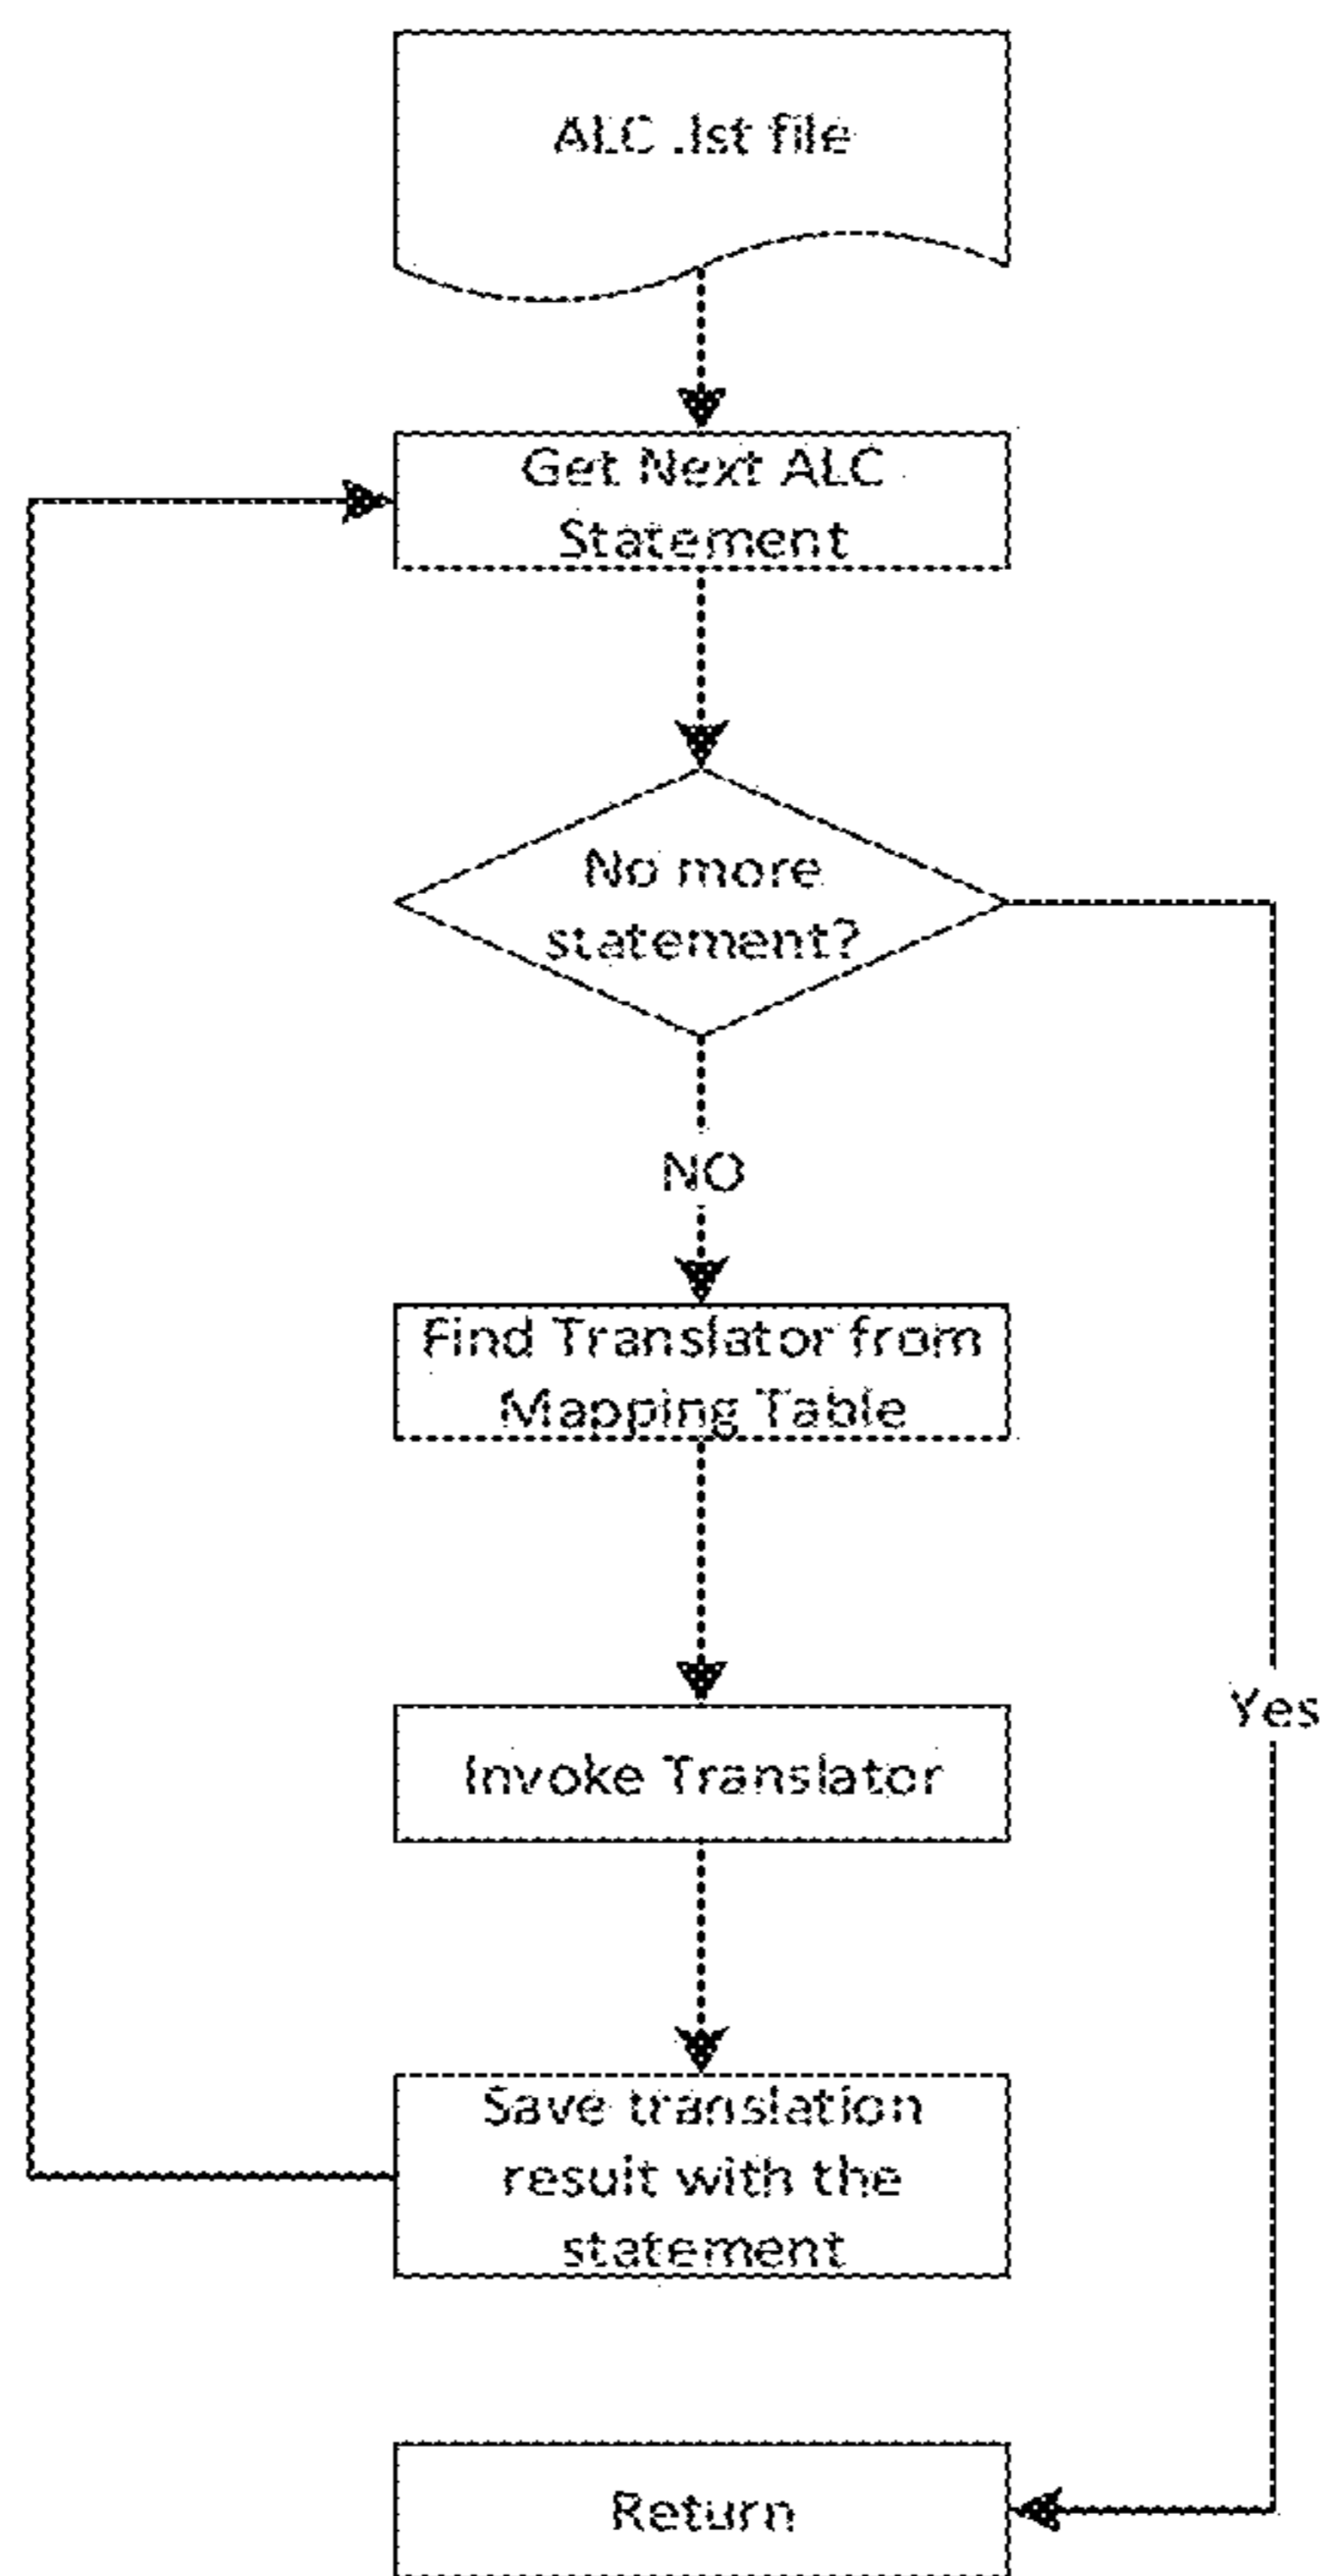 ALC .lst file
Get Next ALC
Statement
No more
statement?
NO
Find Translator from
Mapping Table
Yes
Invoke Translator
Save translation
result with the
statement
Return